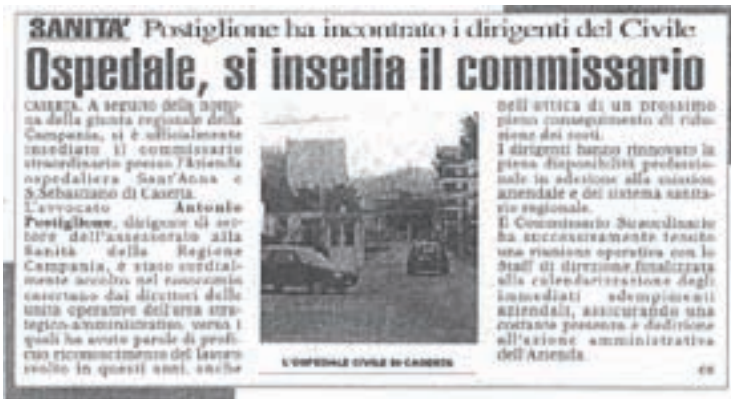 SANITA' Postiglione ha incontrato i dirigenti del Civile
Ospedale, si insedia il commissario
CASERTA. A seguito della nomi-
na della giunta regionale della
Campania, si è ufficialmente
insediato il commissario
straordinario presso l'Azienda
ospedaliera Sant'Anna e
S.Sebastiano di Caserta.
L'avvocato Antonio
Postiglione, dirigente di set-
tore dell'assessorato alla
Sanità della Regione
Campania, è stato cordial-
mente accolto nel nosocomio
casertano dai direttori delle
unità operative dell'area stra-
tegico-amministrativa, verso i
quali ha avuto parole di profi-
cuo riconoscimento del lavoro
svolto in questi anni, anche
L'OSPEDALE CIVILE DI CASERTA
nell'ottica di un prossimo
pieno conseguimento di ridu-
zione dei costi.
I dirigenti hanno rinnovato la
piena disponibilità professio-
nale in adesione alla mission
aziendale e del sistema sanita-
rio regionale.
Il Commissario Straordinario
ha successivamente tenuto
una riunione operativa con lo
Staff di direzione finalizzata
alla calendarizzazione degli
immediati adempimenti
aziendali, assicurando una
costante presenza e dedizione
all'azione amministrativa
dell'Azienda.